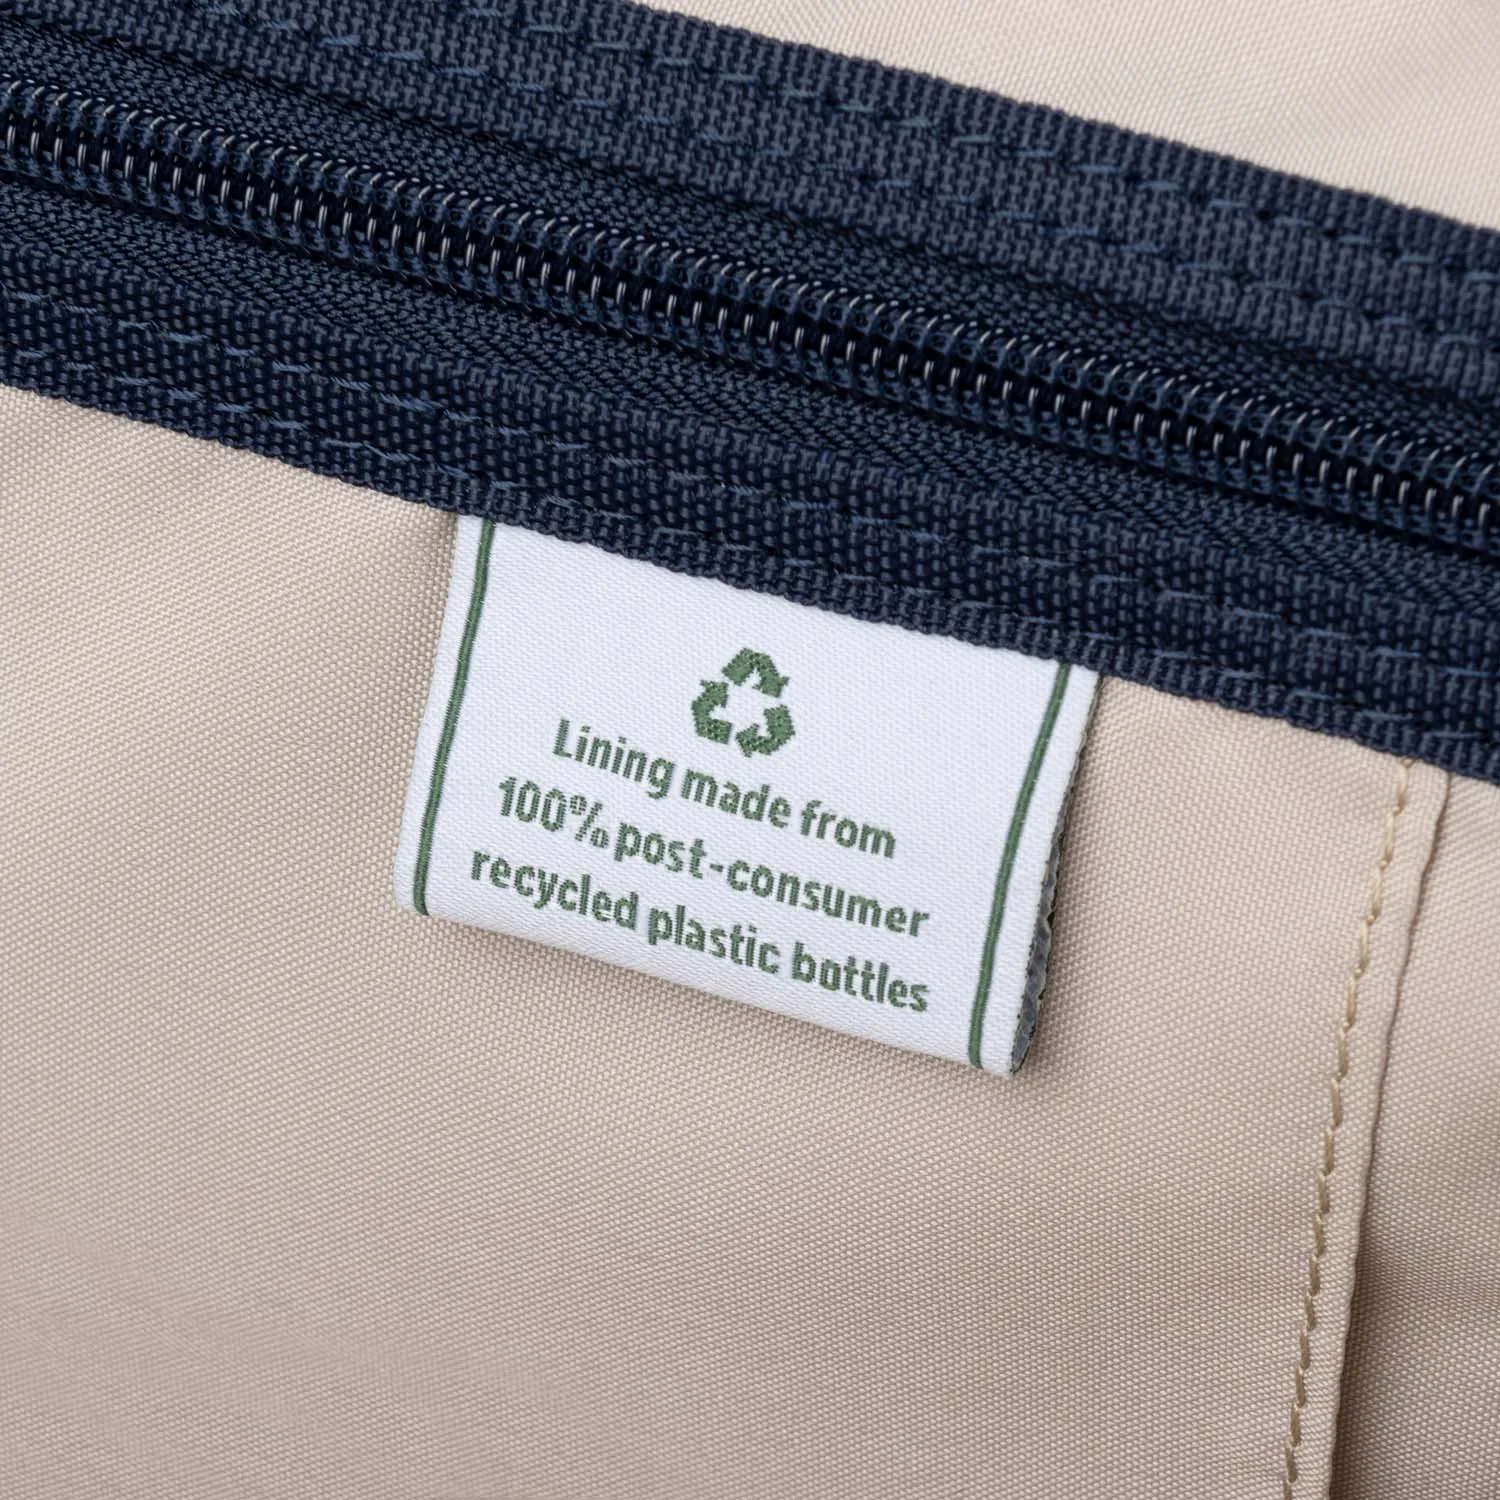 Lining made from
100% post-consumer
recycled plastic bottles